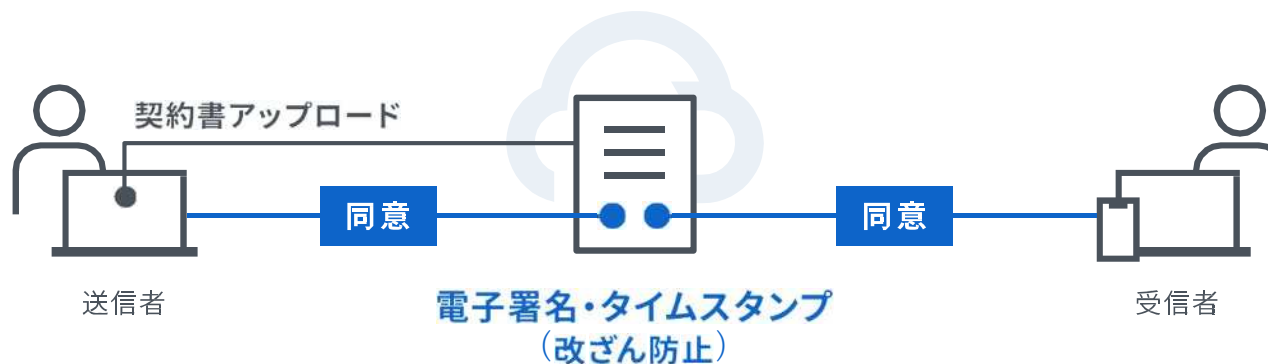 契約書アップロード
同意
同意
送信者
電子署名・タイムスタンプ
(改ざん防止)
受信者